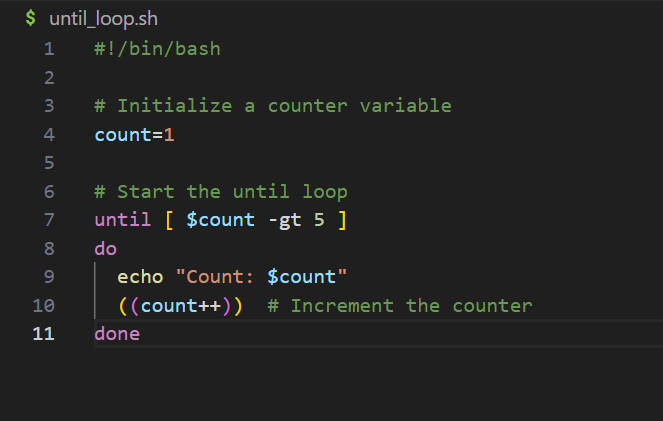 $ until_loop.sh
1 #!/bin/bash
2
3 # Initialize a counter variable
4 count=1
5
6 # Start the until loop
7 until [ $count -gt 5 ]
8 do
9   echo "Count: $count"
10   ((count++))  # Increment the counter
11 done